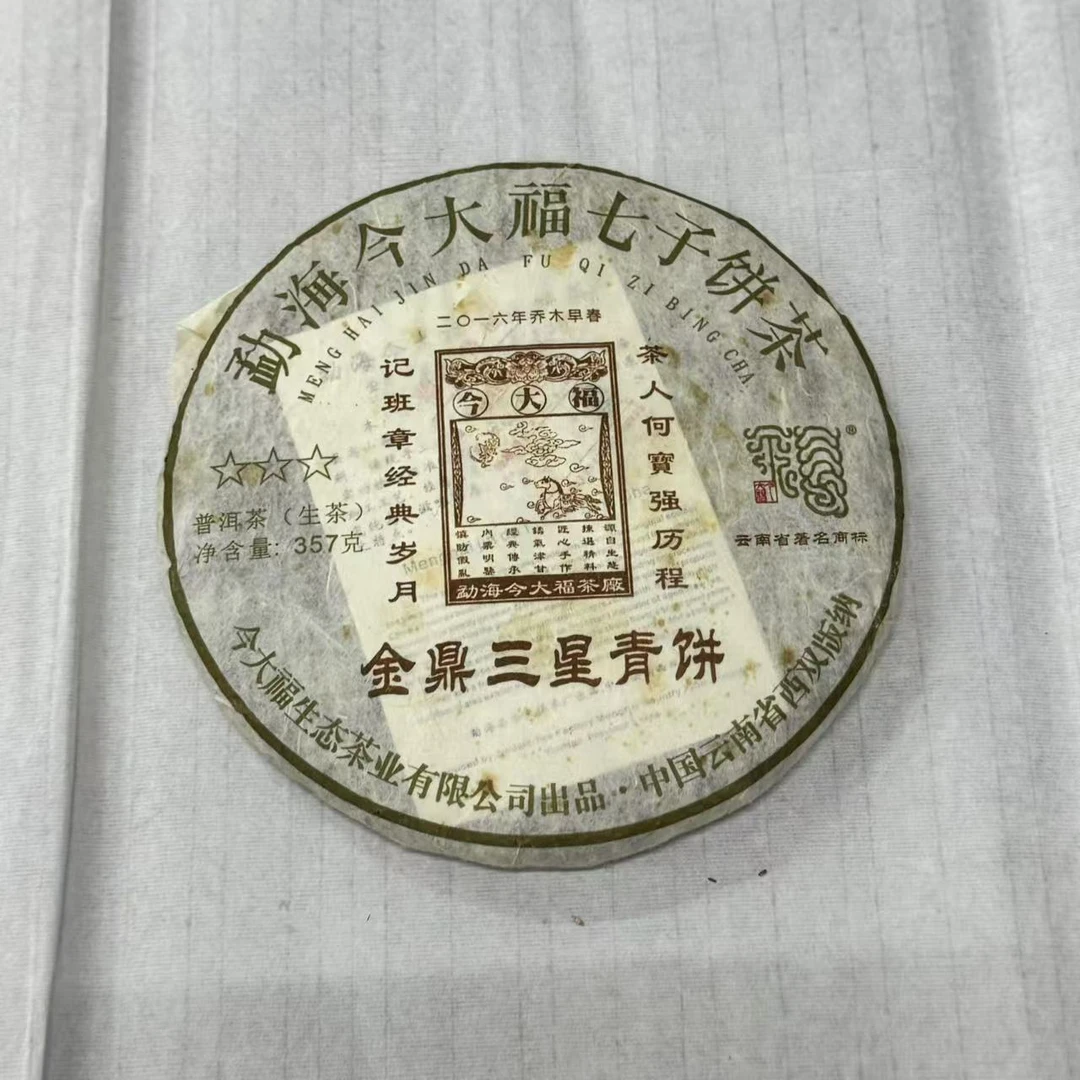 勐海今大福七子饼茶
MENG HAI JIN DA FU QI ZI BING CHA
二〇一六年乔木早春
茶人何寶强历程
记班章经典岁月
今大福
勐海今大福茶廠
☆☆☆
普洱茶（生茶）
净含量: 357克
®
云南省著名商标
金鼎三星青饼
今大福生态茶业有限公司出品·中国云南省西双版纳